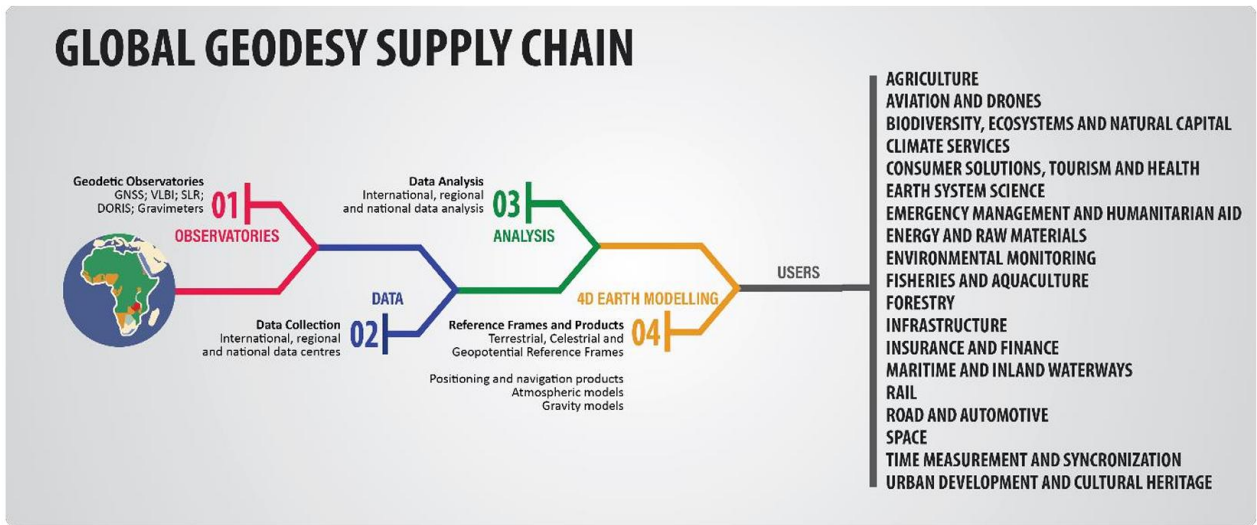 GLOBAL GEODESY SUPPLY CHAIN
Geodetic Observatories
GNSS; VLBI; SLR;
DORIS; Gravimeters
01
OBSERVATORIES
DATA
Data Collection
International, regional
and national data centres
02
Data Analysis
International, regional
and national data analysis
03
ANALYSIS
4D EARTH MODELLING
Reference Frames and Products
Terrestrial, Celestrial and
Geopotential Reference Frames
04
Positioning and navigation products
Atmospheric models
Gravity models
USERS
AGRICULTURE
AVIATION AND DRONES
BIODIVERSITY, ECOSYSTEMS AND NATURAL CAPITAL
CLIMATE SERVICES
CONSUMER SOLUTIONS, TOURISM AND HEALTH
EARTH SYSTEM SCIENCE
EMERGENCY MANAGEMENT AND HUMANITARIAN AID
ENERGY AND RAW MATERIALS
ENVIRONMENTAL MONITORING
FISHERIES AND AQUACULTURE
FORESTRY
INFRASTRUCTURE
INSURANCE AND FINANCE
MARITIME AND INLAND WATERWAYS
RAIL
ROAD AND AUTOMOTIVE
SPACE
TIME MEASUREMENT AND SYNCRONIZATION
URBAN DEVELOPMENT AND CULTURAL HERITAGE